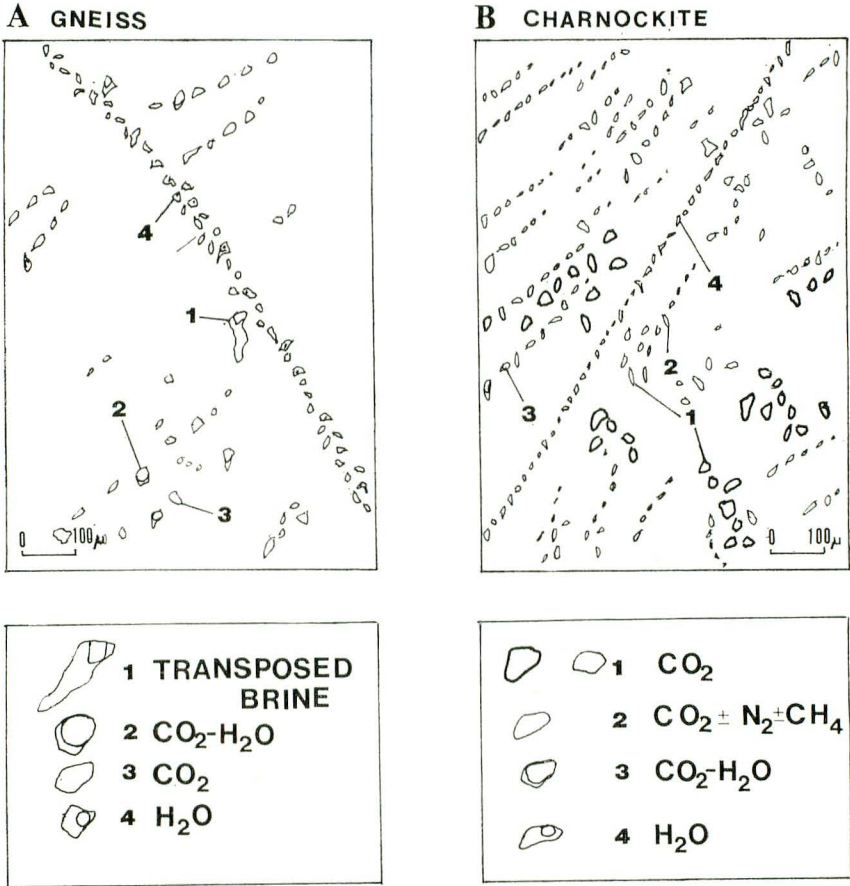 A GNEISS
4
1
2
3
0 100μ
1 TRANSPOSED
BRINE
2 CO₂-H₂O
3 CO₂
4 H₂O
B CHARNOCKITE
4
2
3
1
0 100μ
1 CO₂
2 CO₂ ± N₂ ± CH₄
3 CO₂-H₂O
4 H₂O